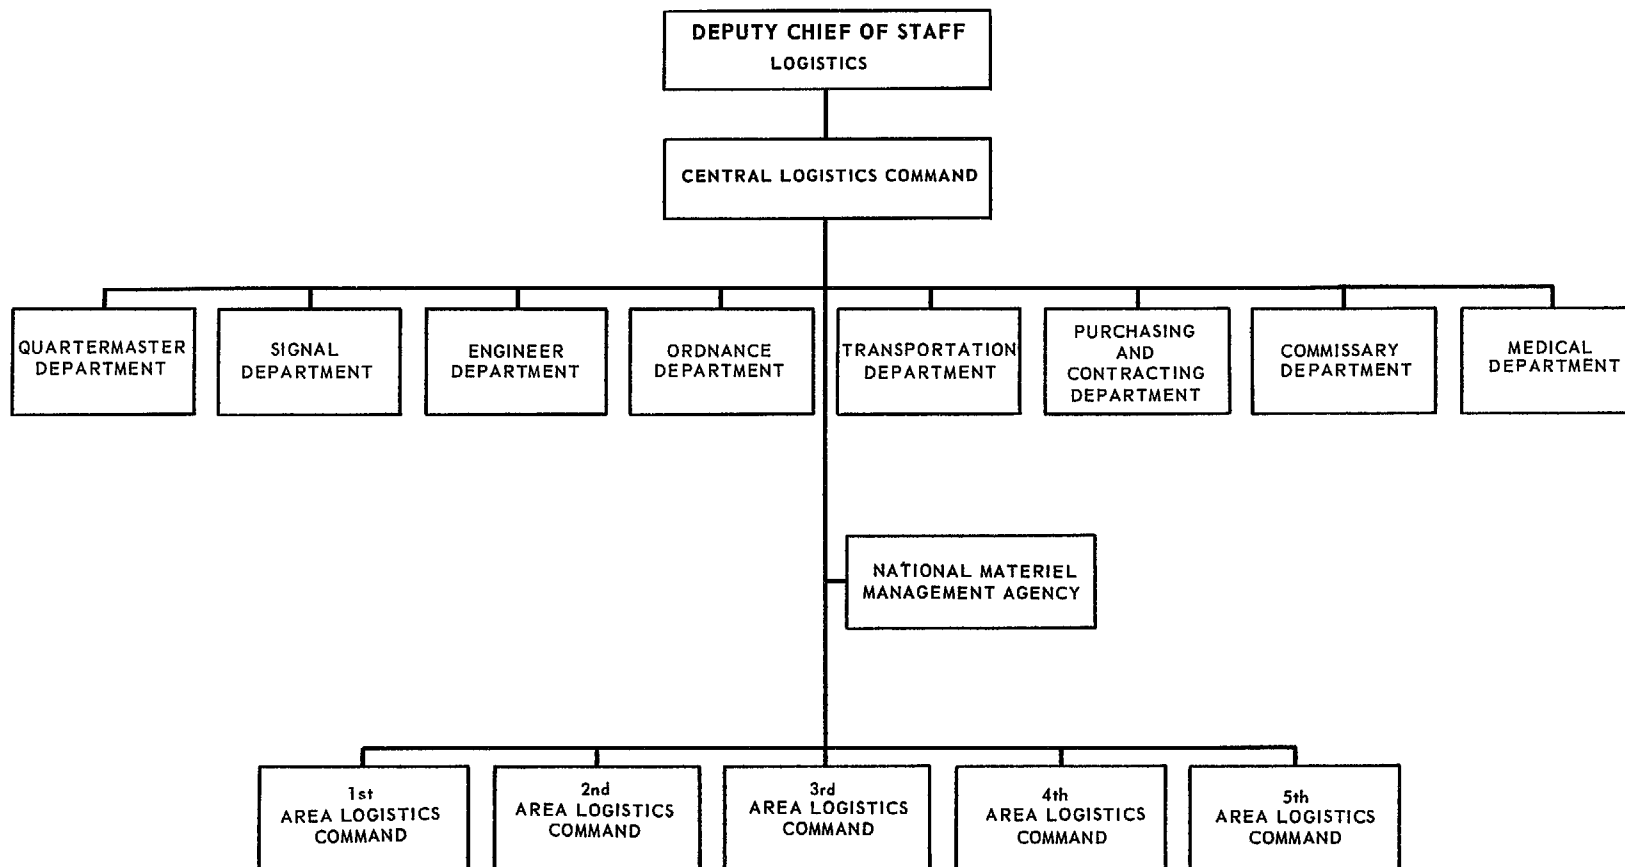 DEPUTY CHIEF OF STAFF
LOGISTICS
CENTRAL LOGISTICS COMMAND
QUARTERMASTER
DEPARTMENT
SIGNAL
DEPARTMENT
ENGINEER
DEPARTMENT
ORDNANCE
DEPARTMENT
TRANSPORTATION
DEPARTMENT
PURCHASING
AND
CONTRACTING
DEPARTMENT
COMMISSARY
DEPARTMENT
MEDICAL
DEPARTMENT
NATIONAL MATERIEL
MANAGEMENT AGENCY
1st
AREA LOGISTICS
COMMAND
2nd
AREA LOGISTICS
COMMAND
3rd
AREA LOGISTICS
COMMAND
4th
AREA LOGISTICS
COMMAND
5th
AREA LOGISTICS
COMMAND